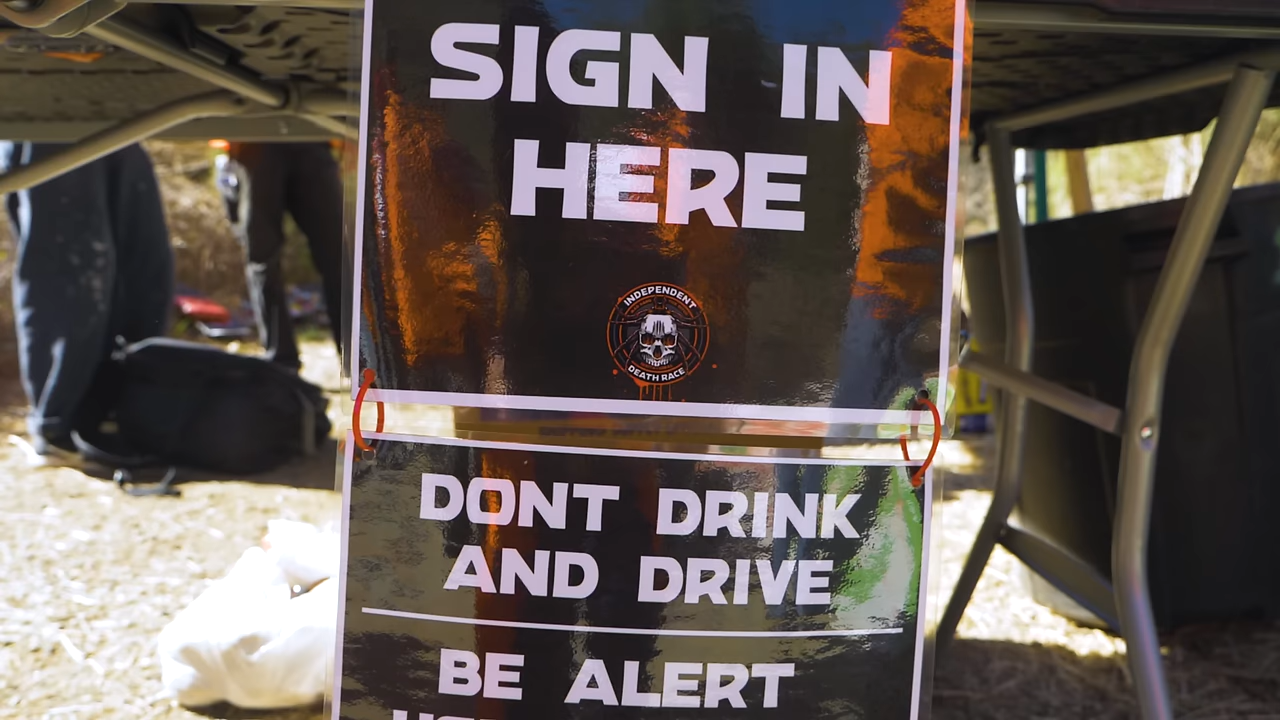 SIGN IN
HERE
INDEPENDENT
DEATH RACE
DONT DRINK
AND DRIVE
BE ALERT